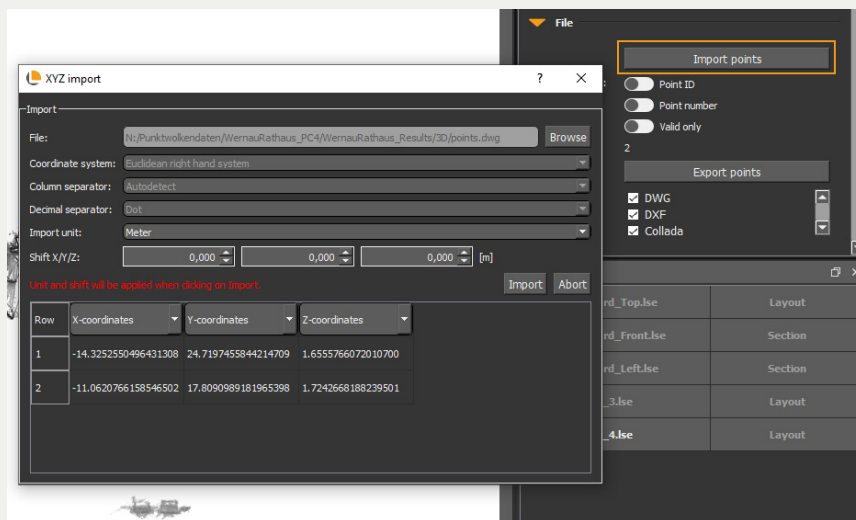 File
Import points
Point ID
Point number
Valid only
2
Export points
DWG
DXF
Collada
XYZ import
Import
File:
N:/Punktwolkendaten/WernauRathaus_PC4/WernauRathaus_Results/3D/points.dwg
Browse
Coordinate system:
Euclidean right hand system
Column separator:
Autodetect
Decimal separator:
Dot
Import unit:
Meter
Shift X/Y/Z:
0,000
0,000
0,000
[m]
Unit and shift will be applied when clicking on Import.
Import
Abort
Row X-coordinates Y-coordinates Z-coordinates
1 -14.3252550496431308 24.7197455844214709 1.6555766072010700
2 -11.0620766158546502 17.8090989181965398 1.7242668188239501
rd_Top.lse Layout
rd_Front.lse Section
rd_Left.lse Section
_3.lse Layout
_4.lse Layout